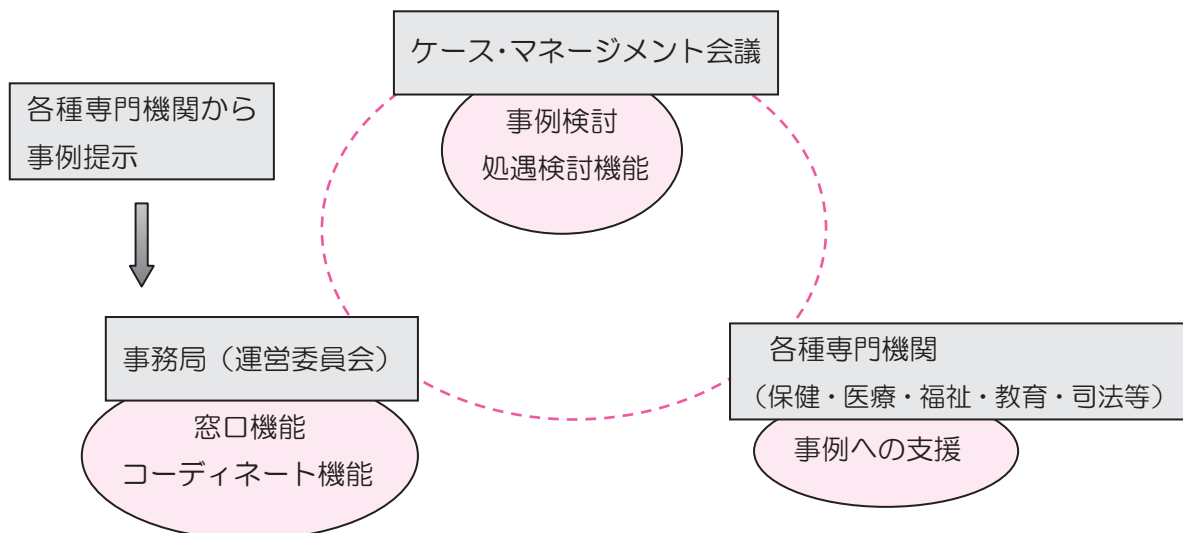 ケース・マネージメント会議
事例検討
処遇検討機能
各種専門機関から
事例提示
事務局（運営委員会）
窓口機能
コーディネート機能
各種専門機関
（保健・医療・福祉・教育・司法等）
事例への支援